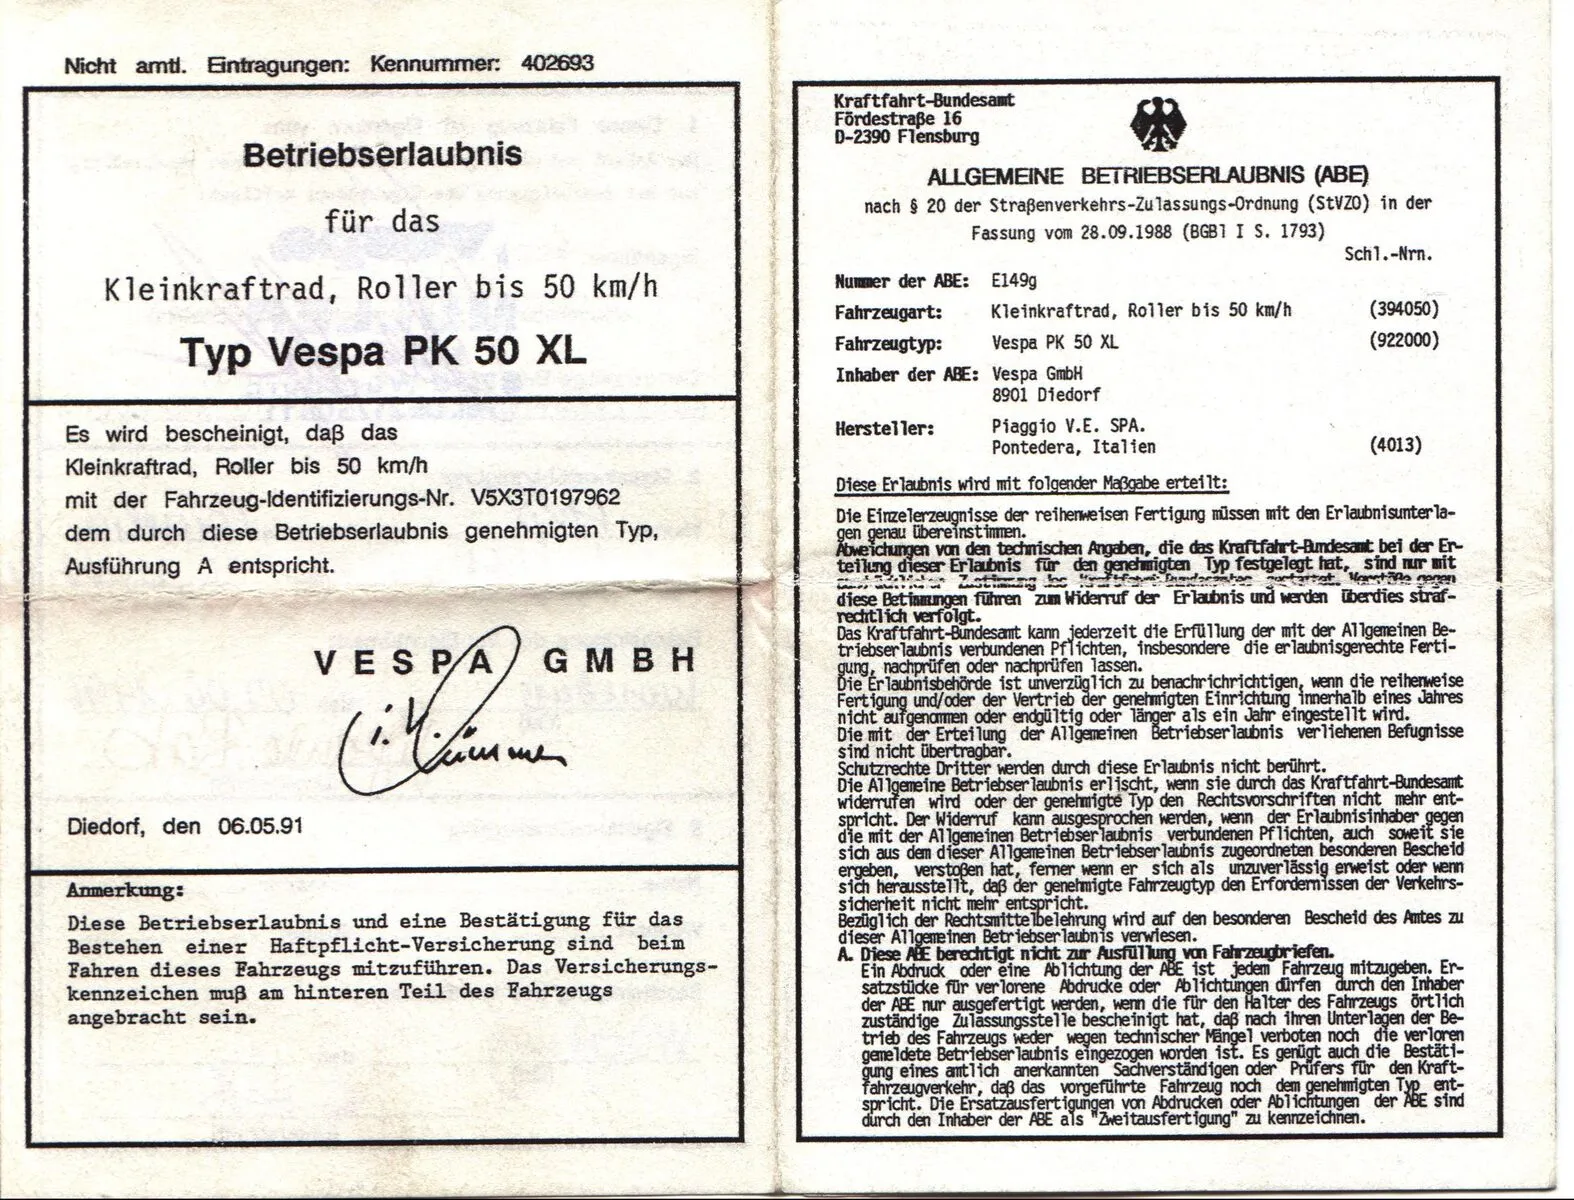 Nicht amtl. Eintragungen: Kennummer: 402693
Betriebserlaubnis
für das
Kleinkraftrad, Roller bis 50 km/h
Typ Vespa PK 50 XL
Es wird bescheinigt, daß das
Kleinkraftrad, Roller bis 50 km/h
mit der Fahrzeug-Identifizierungs-Nr. V5X3T0197962
dem durch diese Betriebserlaubnis genehmigten Typ,
Ausführung A entspricht.
VESPA GMBH
Diedorf, den 06.05.91
Anmerkung:
Diese Betriebserlaubnis und eine Bestätigung für das
Bestehen einer Haftpflicht-Versicherung sind beim
Fahren dieses Fahrzeugs mitzuführen. Das Versicherungs-
kennzeichen muß am hinteren Teil des Fahrzeugs
angebracht sein.
Kraftfahrt-Bundesamt
Fördestraße 16
D-2390 Flensburg
ALLGEMEINE BETRIEBSERLAUBNIS (ABE)
nach § 20 der Straßenverkehrs-Zulassungs-Ordnung (StVZO) in der
Fassung vom 28.09.1988 (BGBl I S. 1793)
Schl.-Nrn.
Nummer der ABE: E149g
Fahrzeugart: Kleinkraftrad, Roller bis 50 km/h (394050)
Fahrzeugtyp: Vespa PK 50 XL (922000)
Inhaber der ABE: Vespa GmbH
8901 Diedorf
Hersteller: Piaggio V.E. SPA.
Pontedera, Italien (4013)
Diese Erlaubnis wird mit folgender Maßgabe erteilt:
Die Einzelerzeugnisse der reihenweisen Fertigung müssen mit den Erlaubnisunterla-
gen genau übereinstimmen.
Abweichungen von den technischen Angaben, die das Kraftfahrt-Bundesamt bei der Er-
teilung dieser Erlaubnis für den genehmigten Typ festgelegt hat, sind nur mit
Zustimmung des Kraftfahrt-Bundesamtes gestattet. Verstöße gegen
diese Betimmungen führen zum Widerruf der Erlaubnis und werden überdies straf-
rechtlich verfolgt.
Das Kraftfahrt-Bundesamt kann jederzeit die Erfüllung der mit der Allgemeinen Be-
triebserlaubnis verbundenen Pflichten, insbesondere die erlaubnisgerechte Ferti-
gung, nachprüfen oder nachprüfen lassen.
Die Erlaubnisbehörde ist unverzüglich zu benachrichrichtigen, wenn die reihenweise
Fertigung und/oder der Vertrieb der genehmigten Einrichtung innerhalb eines Jahres
nicht aufgenommen oder endgültig oder länger als ein Jahr eingestellt wird.
Die mit der Erteilung der Allgemeinen Betriebserlaubnis verliehenen Befugnisse
sind nicht übertragbar.
Schutzrechte Dritter werden durch diese Erlaubnis nicht berührt.
Die Allgemeine Betriebserlaubnis erlischt, wenn sie durch das Kraftfahrt-Bundesamt
widerrufen wird oder der genehmigte Typ den Rechtsvorschriften nicht mehr ent-
spricht. Der Widerruf kann ausgesprochen werden, wenn der Erlaubnisinhaber gegen
die mit der Allgemeinen Betriebserlaubnis verbundenen Pflichten, auch soweit sie
sich aus dem dieser Allgemeinen Betriebserlaubnis zugeordneten besonderen Bescheid
ergeben, verstoßen hat, ferner wenn er sich als unzuverlässig erweist oder wenn
sich herausstellt, daß der genehmigte Fahrzeugtyp den Erfordernissen der Verkehrs-
sicherheit nicht mehr entspricht.
Bezüglich der Rechtsmittelbelehrung wird auf den besonderen Bescheid des Amtes zu
dieser Allgemeinen Betriebserlaubnis verwiesen.
A. Diese ABE berechtigt nicht zur Ausfüllung von Fahrzeugbriefen.
Ein Abdruck oder eine Ablichtung der ABE ist jedem Fahrzeug mitzugeben. Er-
satzstücke für verlorene Abdrucke oder Ablichtungen dürfen durch den Inhaber
der ABE nur ausgefertigt werden, wenn die für den Halter des Fahrzeugs örtlich
zuständige Zulassungsstelle bescheinigt hat, daß nach ihren Unterlagen der Be-
trieb des Fahrzeugs weder wegen technischer Mängel verboten noch die verloren
gemeldete Betriebserlaubnis eingezogen worden ist. Es genügt auch die Bestäti-
gung eines amtlich anerkannten Sachverständigen oder Prüfers für den Kraft-
fahrzeugverkehr, daß das vorgeführte Fahrzeug noch dem genehmigten Typ ent-
spricht. Die Ersatzausfertigungen von Abdrucken oder Ablichtungen der ABE sind
durch den Inhaber der ABE als "Zweitausfertigung" zu kennzeichnen.